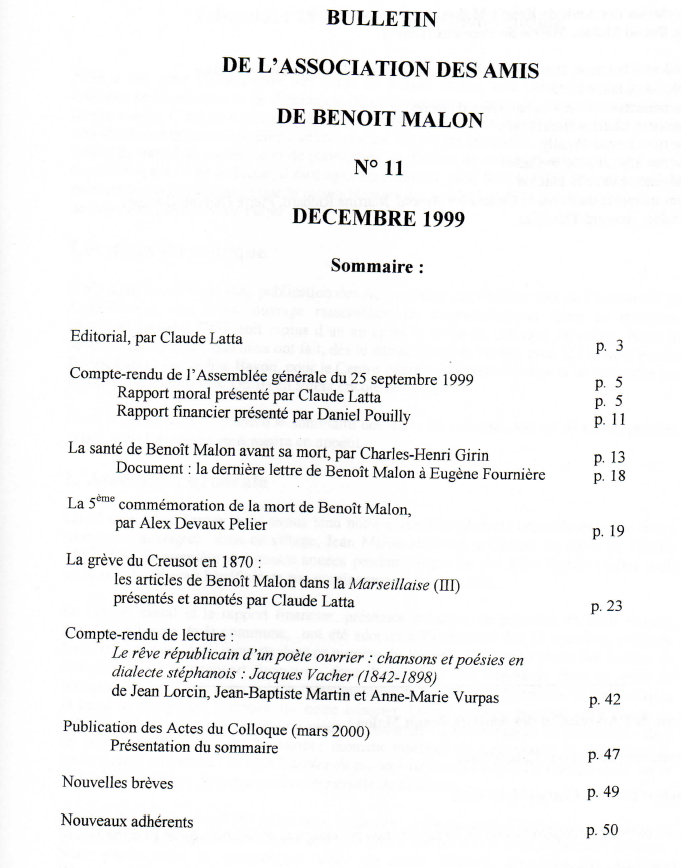 BULLETIN
DE L'ASSOCIATION DES AMIS
DE BENOIT MALON
N° 11
DECEMBRE 1999
Sommaire :
Editorial, par Claude Latta p. 3
Compte-rendu de l'Assemblée générale du 25 septembre 1999 p. 5
Rapport moral présenté par Claude Latta p. 5
Rapport financier présenté par Daniel Pouilly p. 11
La santé de Benoît Malon avant sa mort, par Charles-Henri Girin p. 13
Document : la dernière lettre de Benoît Malon à Eugène Fournière p. 18
La 5ème commémoration de la mort de Benoît Malon,
par Alex Devaux Pelier p. 19
La grève du Creusot en 1870 :
les articles de Benoît Malon dans la Marseillaise (III)
présentés et annotés par Claude Latta p. 23
Compte-rendu de lecture :
Le rêve républicain d'un poète ouvrier : chansons et poésies en
dialecte stéphanois : Jacques Vacher (1842-1898)
de Jean Lorcin, Jean-Baptiste Martin et Anne-Marie Vurpas p. 42
Publication des Actes du Colloque (mars 2000)
Présentation du sommaire p. 47
Nouvelles brèves p. 49
Nouveaux adhérents p. 50